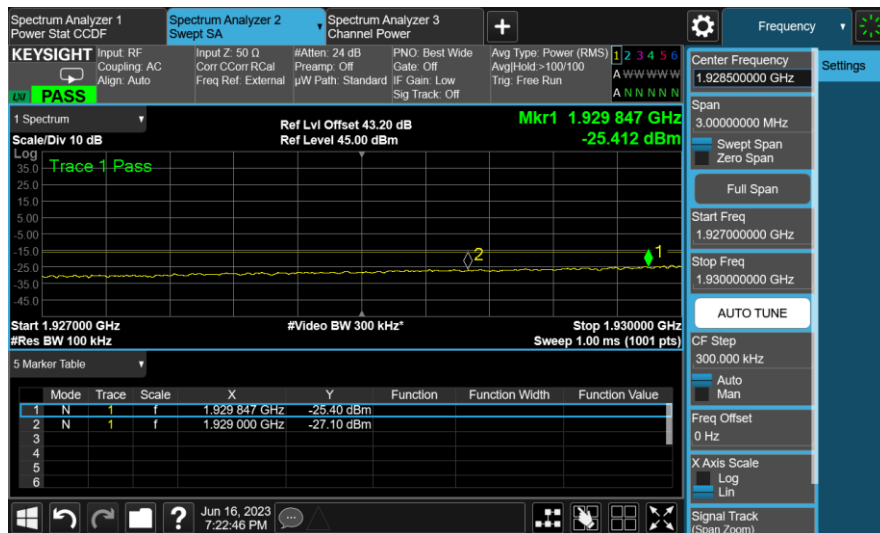 Spectrum Analyzer 1
Power Stat CCDF
Spectrum Analyzer 2
Swept SA
Spectrum Analyzer 3
Channel Power
Frequency
KEYSIGHT
LXI
PASS
Input: RF
Coupling: AC
Align: Auto
Input Z: 50 Ω
Corr CCorr RCal
Freq Ref: External
#Atten: 24 dB
Preamp: Off
µW Path: Standard
PNO: Best Wide
Gate: Off
IF Gain: Low
Sig Track: Off
Avg Type: Power (RMS)
Avg|Hold:>100/100
Trig: Free Run
1 2 3 4 5 6
A W W W W W
A N N N N N
1 Spectrum
Scale/Div 10 dB
Ref Lvl Offset 43.20 dB
Ref Level 45.00 dBm
Mkr1 1.929 847 GHz
-25.412 dBm
Log
Trace 1 Pass
35.0
25.0
15.0
5.00
-5.00
-15.0
-25.0
-35.0
-45.0
2
1
Start 1.927000 GHz
#Res BW 100 kHz
#Video BW 300 kHz*
Stop 1.930000 GHz
Sweep 1.00 ms (1001 pts)
5 Marker Table
Mode Trace Scale X Y Function Function Width Function Value
1 N 1 f 1.929 847 GHz -25.40 dBm
2 N 1 f 1.929 000 GHz -27.10 dBm
3
4
5
6
?
Jun 16, 2023
7:22:46 PM
Center Frequency
1.928500000 GHz
Settings
Span
3.00000000 MHz
Swept Span
Zero Span
Full Span
Start Freq
1.927000000 GHz
Stop Freq
1.930000000 GHz
AUTO TUNE
CF Step
300.000 kHz
Auto
Man
Freq Offset
0 Hz
X Axis Scale
Log
Lin
Signal Track
(Span Zoom)